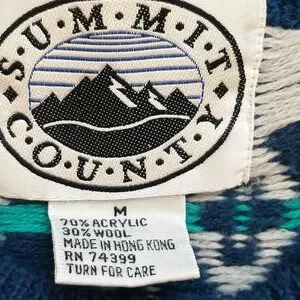 SUMMIT
COUNTY
M
70% ACRYLIC
30% WOOL
MADE IN HONG KONG
RN 74399
TURN FOR CARE